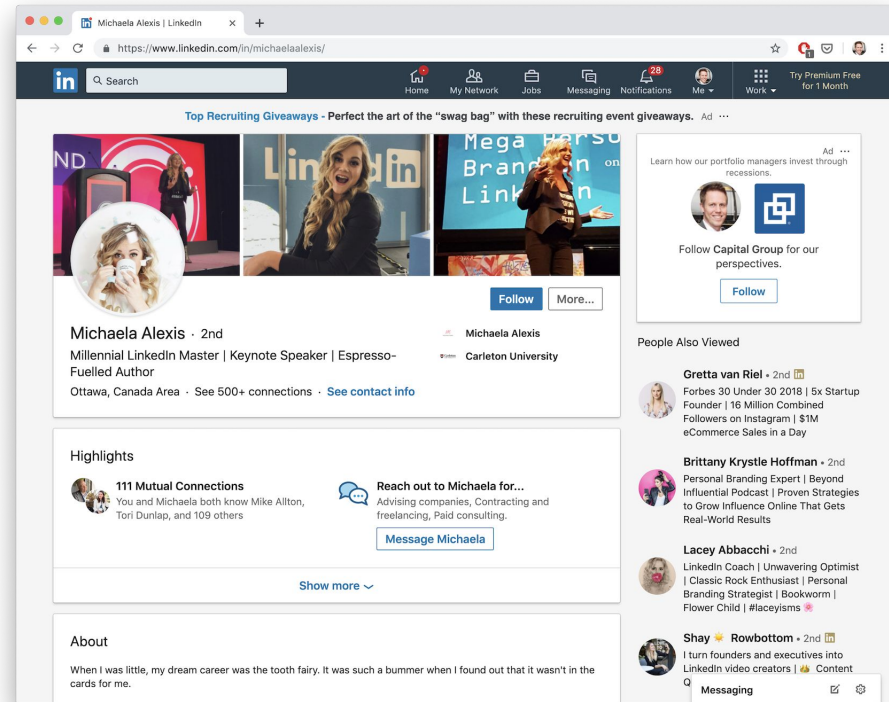 Michaela Alexis | LinkedIn
https://www.linkedin.com/in/michaelaalexis/
1
in
Search
Home
My Network
Jobs
Messaging
28
Notifications
Me
Work
Try Premium Free
for 1 Month
Top Recruiting Giveaways - Perfect the art of the “swag bag” with these recruiting event giveaways. Ad ...
ND
Linkedin
Mega Perso
Brand on
Link
Follow
More...
Michaela Alexis · 2nd
Millennial LinkedIn Master | Keynote Speaker | Espresso-
Fuelled Author
Ottawa, Canada Area · See 500+ connections · See contact info
Michaela Alexis
Carleton University
Highlights
111 Mutual Connections
You and Michaela both know Mike Allton,
Tori Dunlap, and 109 others
Reach out to Michaela for...
Advising companies, Contracting and
freelancing, Paid consulting.
Message Michaela
Show more
About
When I was little, my dream career was the tooth fairy. It was such a bummer when I found out that it wasn't in the
cards for me.
Ad ...
Learn how our portfolio managers invest through
recessions.
Follow Capital Group for our
perspectives.
Follow
People Also Viewed
Gretta van Riel • 2nd in
Forbes 30 Under 30 2018 | 5x Startup
Founder | 16 Million Combined
Followers on Instagram | $1M
eCommerce Sales in a Day
Brittany Krystle Hoffman • 2nd
Personal Branding Expert | Beyond
Influential Podcast | Proven Strategies
to Grow Influence Online That Gets
Real-World Results
Lacey Abbacchi • 2nd
LinkedIn Coach | Unwavering Optimist
| Classic Rock Enthusiast | Personal
Branding Strategist | Bookworm |
Flower Child | #laceyisms 🌸
Shay ☀️ Rowbottom • 2nd in
I turn founders and executives into
LinkedIn video creators | 👑 Content
Q
Messaging